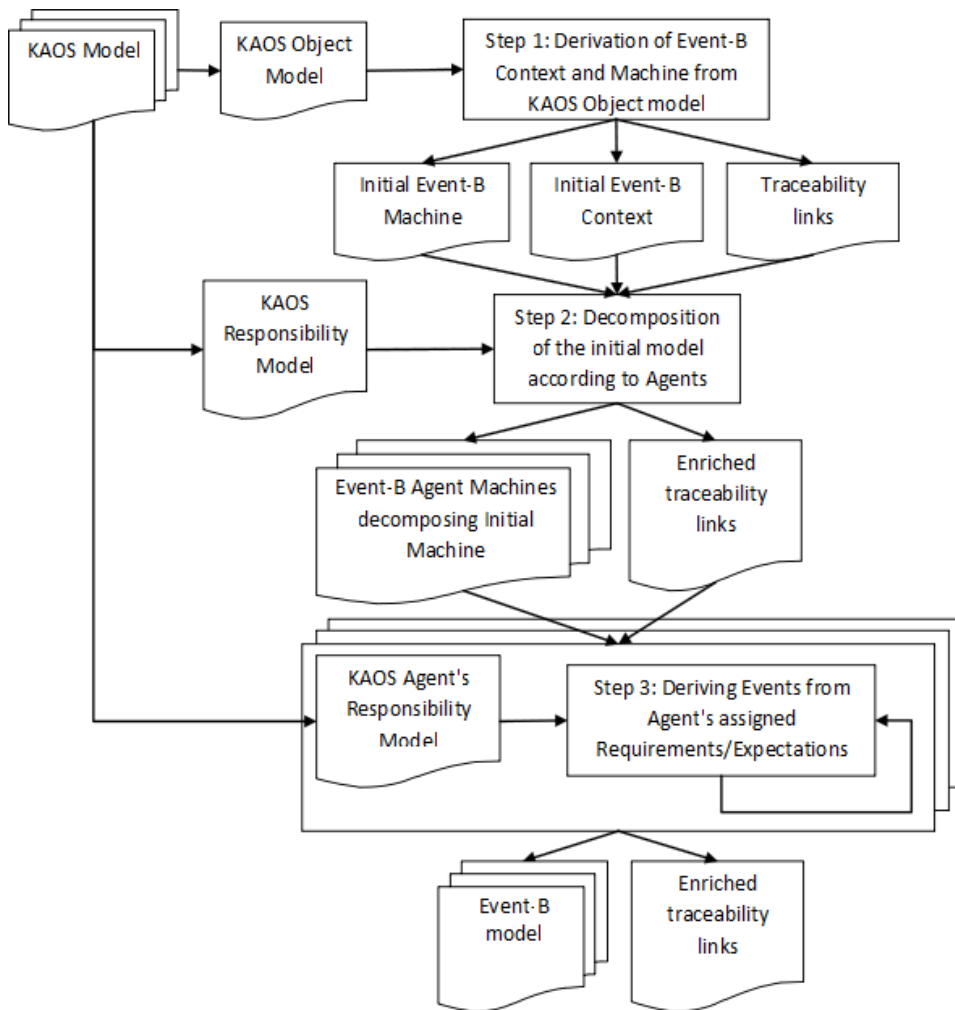 KAOS Model
KAOS Object
Model
Step 1: Derivation of Event-B
Context and Machine from
KAOS Object model
Initial Event-B
Machine
Initial Event-B
Context
Traceability
links
KAOS
Responsibility
Model
Step 2: Decomposition
of the initial model
according to Agents
Event-B Agent Machines
decomposing Initial
Machine
Enriched
traceability
links
KAOS Agent's
Responsibility
Model
Step 3: Deriving Events from
Agent's assigned
Requirements/Expectations
Event-B
model
Enriched
traceability
links